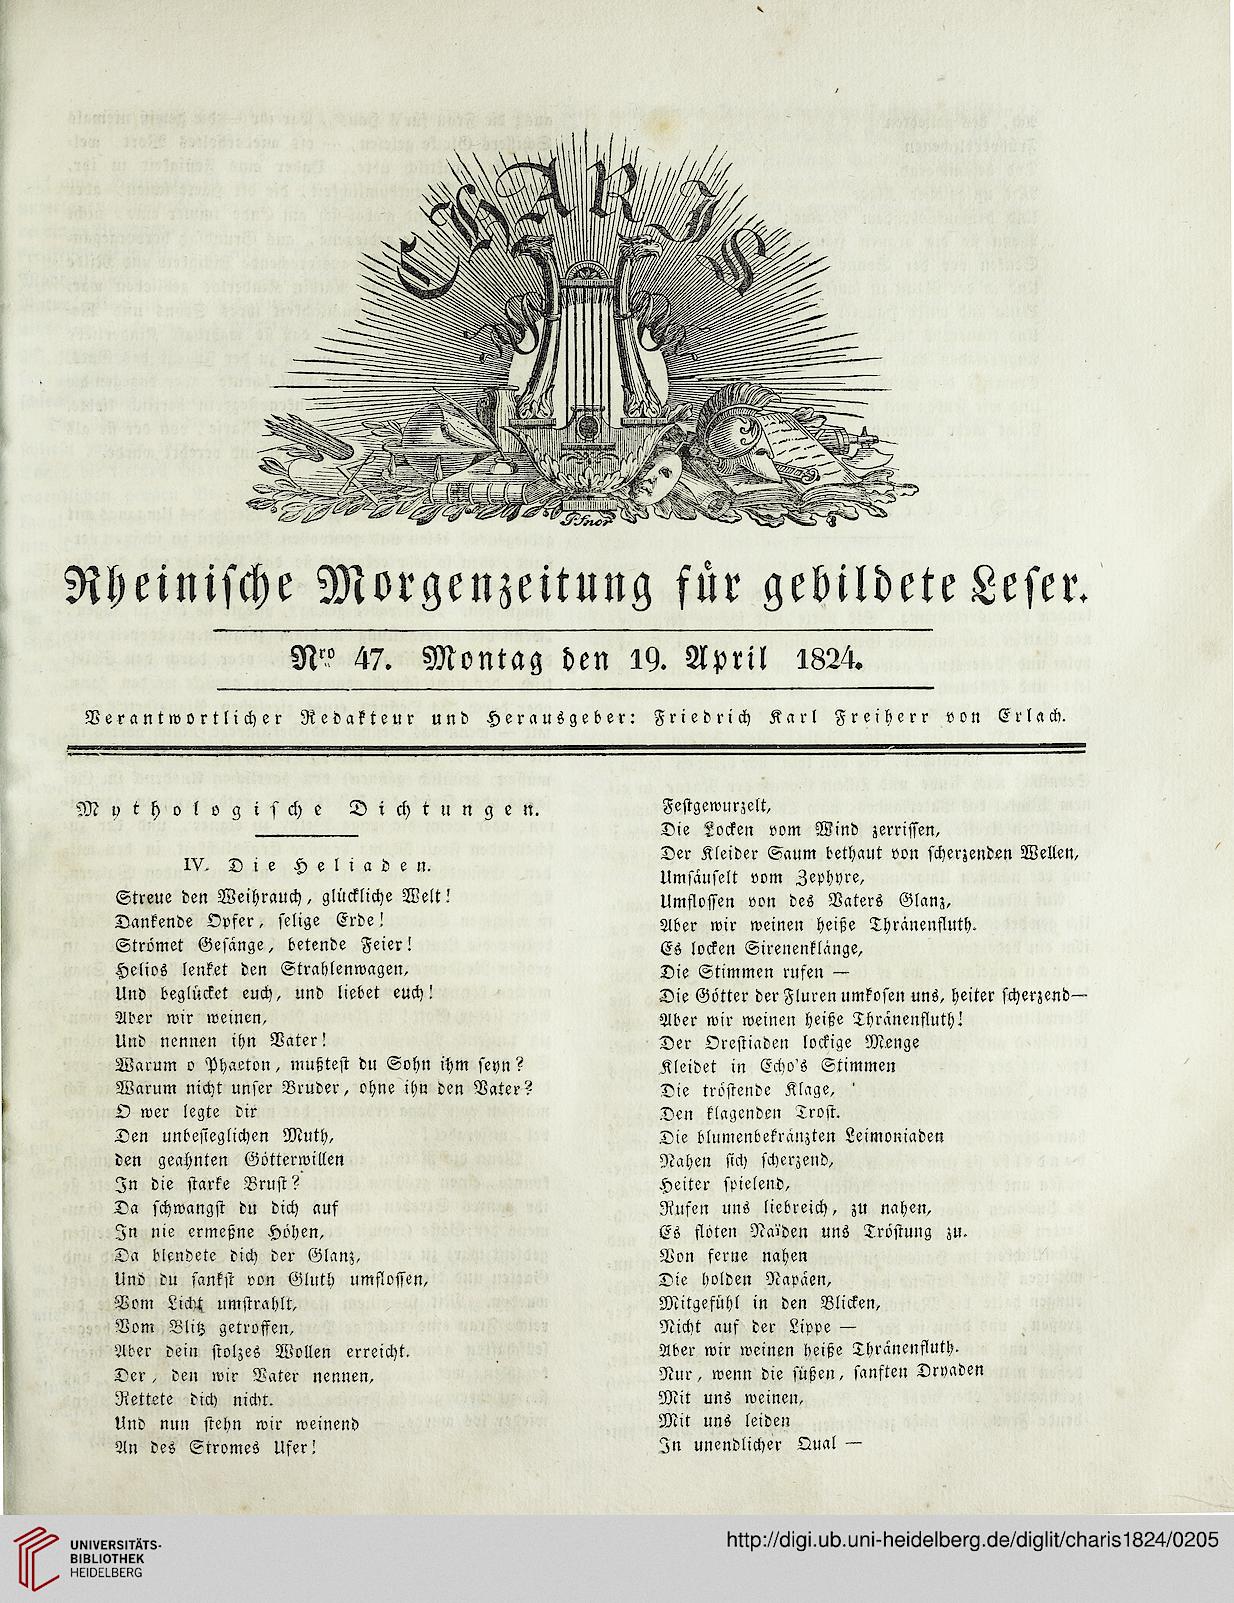 CHARIS
Rheiniſche Morgenzeitung für gebildete Leſer.
Nro 47. Montag den 19. April 1824.
Verantwortlicher Redakteur und Herausgeber: Friedrich Karl Freiherr von Erlach.
Mythologiſche Dichtungen.
IV. Die Heliaden.
Streue den Weihrauch, glückliche Welt!
Dankende Opfer, ſelige Erde!
Strömet Geſänge, betende Feier!
Helios lenket den Strahlenwagen,
Und beglücket euch, und liebet euch!
Aber wir weinen,
Und nennen ihn Vater!
Warum o Phaeton, mußteſt du Sohn ihm ſeyn?
Warum nicht unſer Bruder, ohne ihn den Vater?
O wer legte dir
Den unbeſieglichen Muth,
den geahnten Götterwillen
In die ſtarke Bruſt?
Da ſchwangſt du dich auf
In nie ermeßne Höhen,
Da blendete dich der Glanz,
Und du ſankſt von Gluth umfloſſen,
Vom Licht umſtrahlt,
Vom Blitz getroffen,
Aber dein ſtolzes Wollen erreicht.
Der, den wir Vater nennen,
Rettete dich nicht.
Und nun ſtehn wir weinend
An des Stromes Ufer!
Feſtgewurzelt,
Die Locken vom Wind zerriſſen,
Der Kleider Saum bethaut von ſcherzenden Wellen,
Umſäuſelt vom Zephyre,
Umfloſſen von des Vaters Glanz,
Aber wir weinen heiße Thränenfluth.
Es locken Sirenenklänge,
Die Stimmen rufen —
Die Götter der Fluren umkoſen uns, heiter ſcherzend—
Aber wir weinen heiße Thränenfluth!
Der Oreſtiaden lockige Menge
Kleidet in Echo's Stimmen
Die tröſtende Klage,
Den klagenden Troſt.
Die blumenbekränzten Leimoniaden
Nahen ſich ſcherzend,
Heiter ſpielend,
Rufen uns liebreich, zu nahen,
Es flöten Naïden uns Tröſtung zu.
Von ferne nahen
Die holden Napäen,
Mitgefühl in den Blicken,
Nicht auf der Lippe —
Aber wir weinen heiße Thränenfluth.
Nur, wenn die ſüßen, ſanften Dryaden
Mit uns weinen,
Mit uns leiden
In unendlicher Qual —
UNIVERSITÄTS-
BIBLIOTHEK
HEIDELBERG
http://digi.ub.uni-heidelberg.de/diglit/charis1824/0205